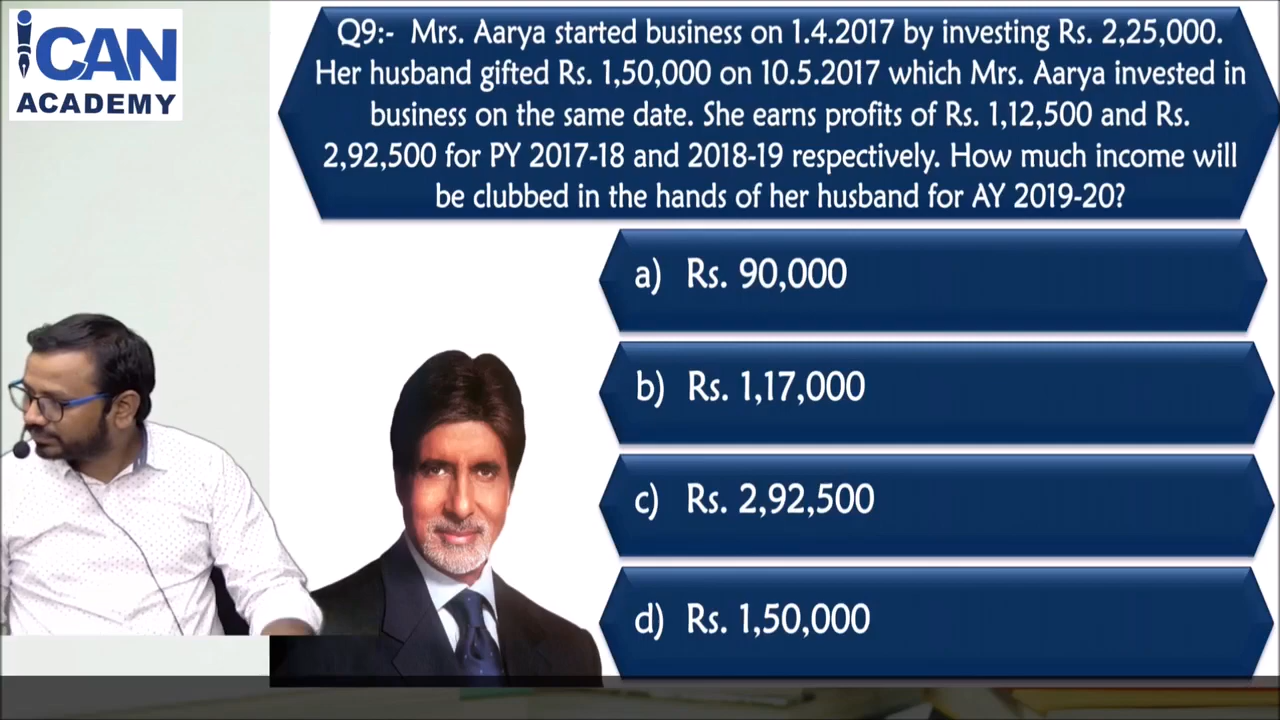 iCAN
ACADEMY
Q9:- Mrs. Aarya started business on 1.4.2017 by investing Rs. 2,25,000.
Her husband gifted Rs. 1,50,000 on 10.5.2017 which Mrs. Aarya invested in
business on the same date. She earns profits of Rs. 1,12,500 and Rs.
2,92,500 for PY 2017-18 and 2018-19 respectively. How much income will
be clubbed in the hands of her husband for AY 2019-20?
a) Rs. 90,000
b) Rs. 1,17,000
c) Rs. 2,92,500
d) Rs. 1,50,000